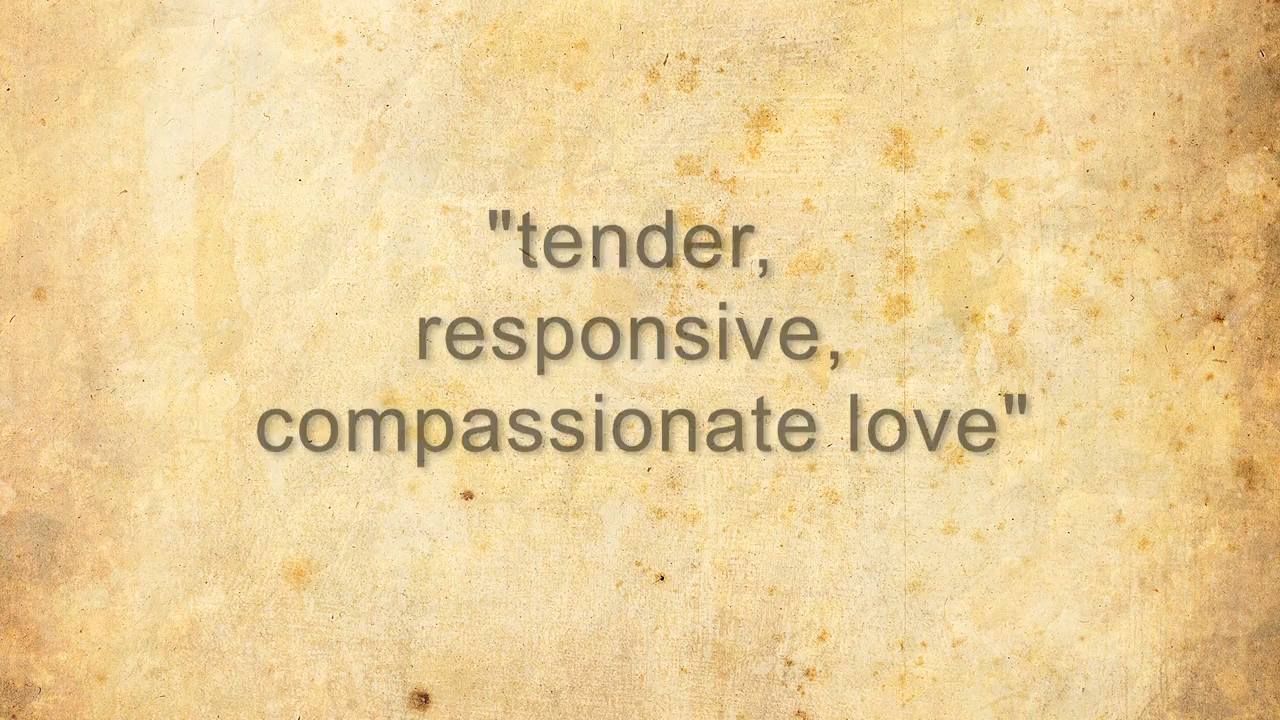 "tender,
responsive,
compassionate love"